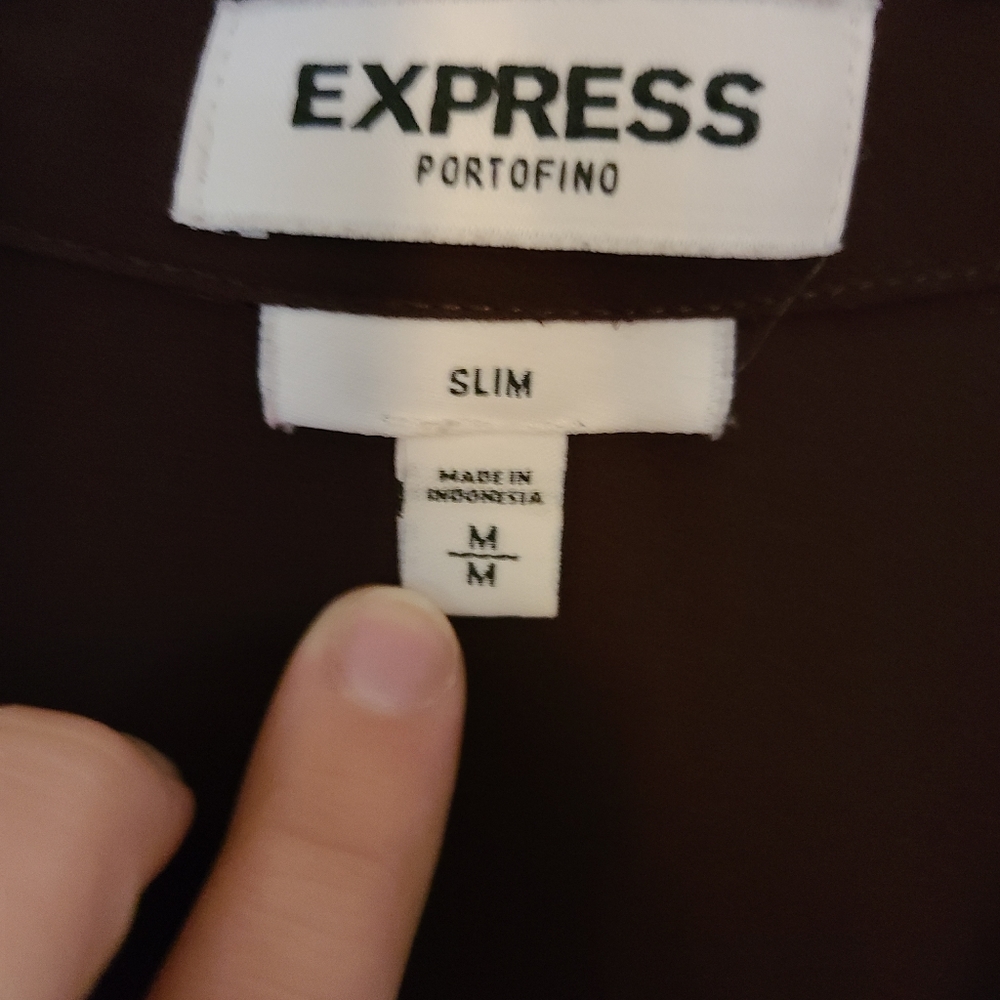 EXPRESS
PORTOFINO
SLIM
MADE IN
INDONESIA
M
M